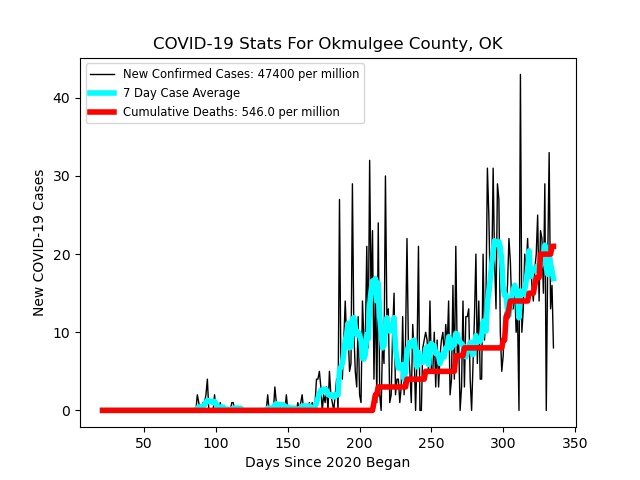 COVID-19 Stats For Okmulgee County, OK
New Confirmed Cases: 47400 per million
7 Day Case Average
Cumulative Deaths: 546.0 per million
New COVID-19 Cases
40
30
20
10
0
50 100 150 200 250 300 350
Days Since 2020 Began